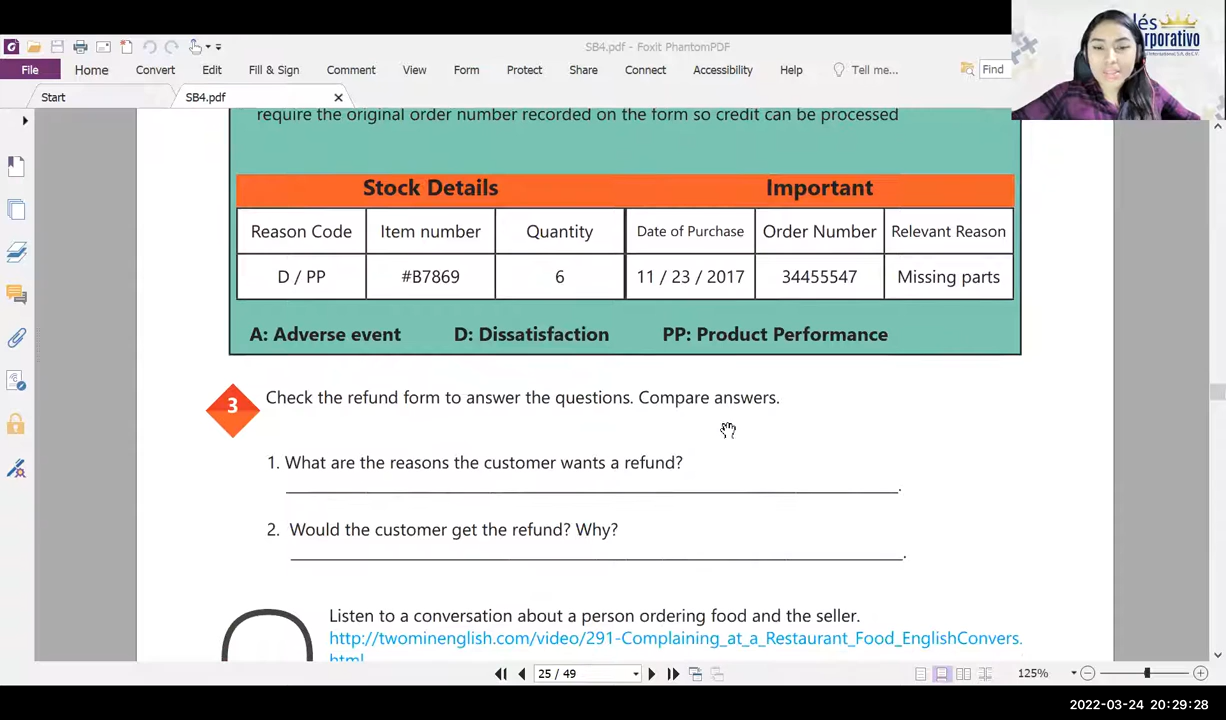 SB4.pdf - Foxit PhantomPDF
File Home Convert Edit Fill & Sign Comment View Form Protect Share Connect Accessibility Help Tell me... Find
Start SB4.pdf
require the original order number recorded on the form so credit can be processed
Stock Details Important
Reason Code Item number Quantity Date of Purchase Order Number Relevant Reason
D / PP #B7869 6 11 / 23 / 2017 34455547 Missing parts
A: Adverse event D: Dissatisfaction PP: Product Performance
3 Check the refund form to answer the questions. Compare answers.
1. What are the reasons the customer wants a refund?
2. Would the customer get the refund? Why?
Listen to a conversation about a person ordering food and the seller.
http://twominenglish.com/video/291-Complaining_at_a_Restaurant_Food_EnglishConvers.
html
25 / 49 125%
2022-03-24 20:29:28